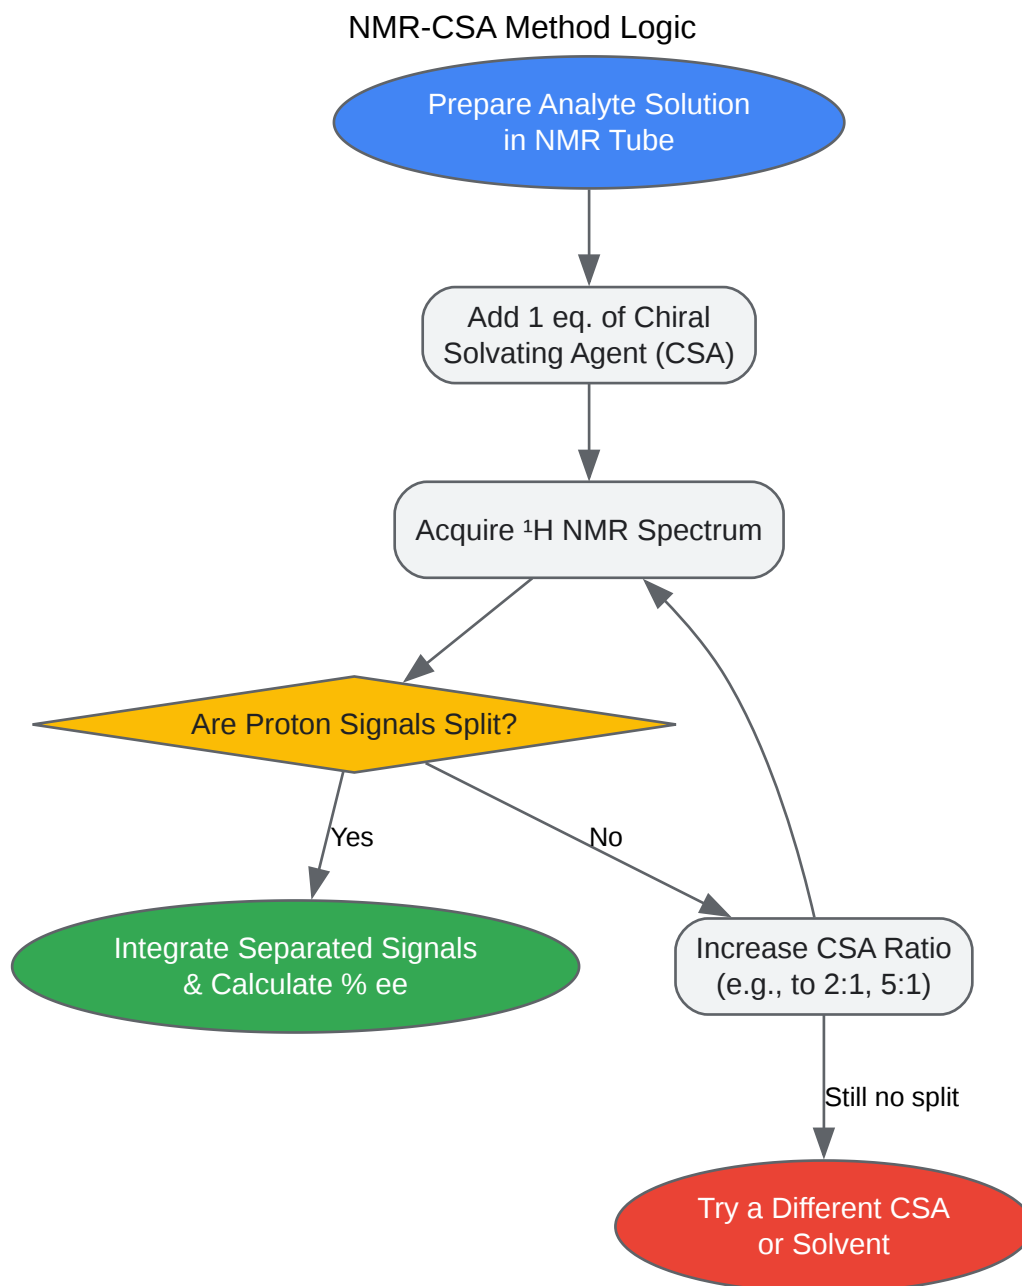 NMR-CSA Method Logic
Prepare Analyte Solution
in NMR Tube
Add 1 eq. of Chiral
Solvating Agent (CSA)
Acquire ¹H NMR Spectrum
Are Proton Signals Split?
Yes
No
Integrate Separated Signals
& Calculate % ee
Increase CSA Ratio
(e.g., to 2:1, 5:1)
Still no split
Try a Different CSA
or Solvent